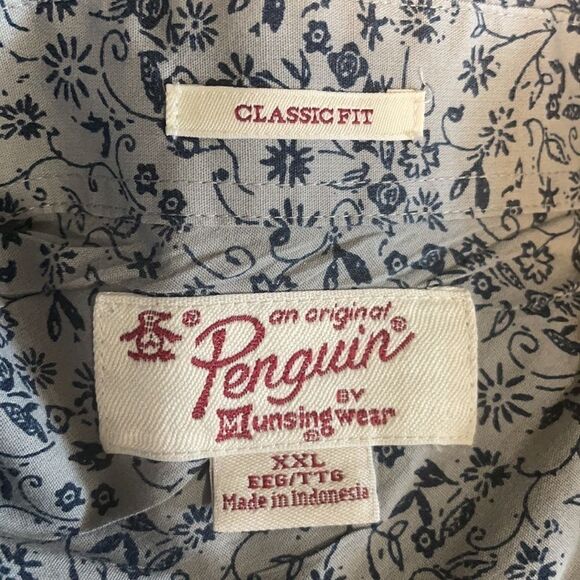 CLASSIC FIT
an original
Penguin®
BY
Munsingwear®
XXL
EEG/TTG
Made in Indonesia